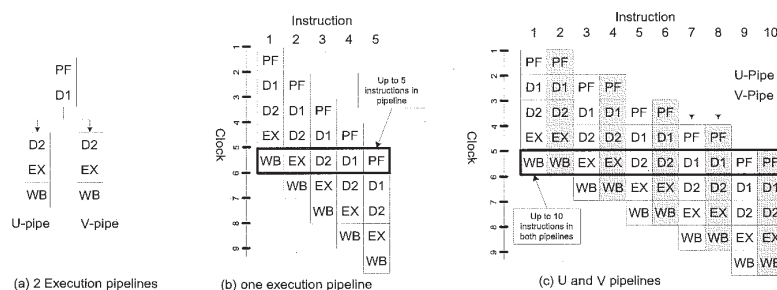 PF
D1
D2 D2
EX EX
WB WB
U-pipe V-pipe
(a) 2 Execution pipelines
Instruction
1 2 3 4 5
Clock
1
2
3
4
5
6
7
8
9
PF
D1 PF
D2 D1 PF
EX D2 D1 PF
WB EX D2 D1 PF
WB EX D2 D1
WB EX D2
WB EX
WB
Up to 5
instructions in
pipeline
(b) one execution pipeline
Instruction
1 2 3 4 5 6 7 8 9 10
Clock
1
2
3
4
5
6
7
8
9
PF PF
D1 D1 PF PF
D2 D2 D1 D1 PF PF
EX EX D2 D2 D1 D1 PF PF
WB WB EX EX D2 D2 D1 D1 PF PF
WB WB EX EX D2 D2 D1 D1
WB WB EX EX D2 D2
WB WB EX EX
WB WB
U-Pipe
V-Pipe
Up to 10
instructions in
both pipelines
(c) U and V pipelines